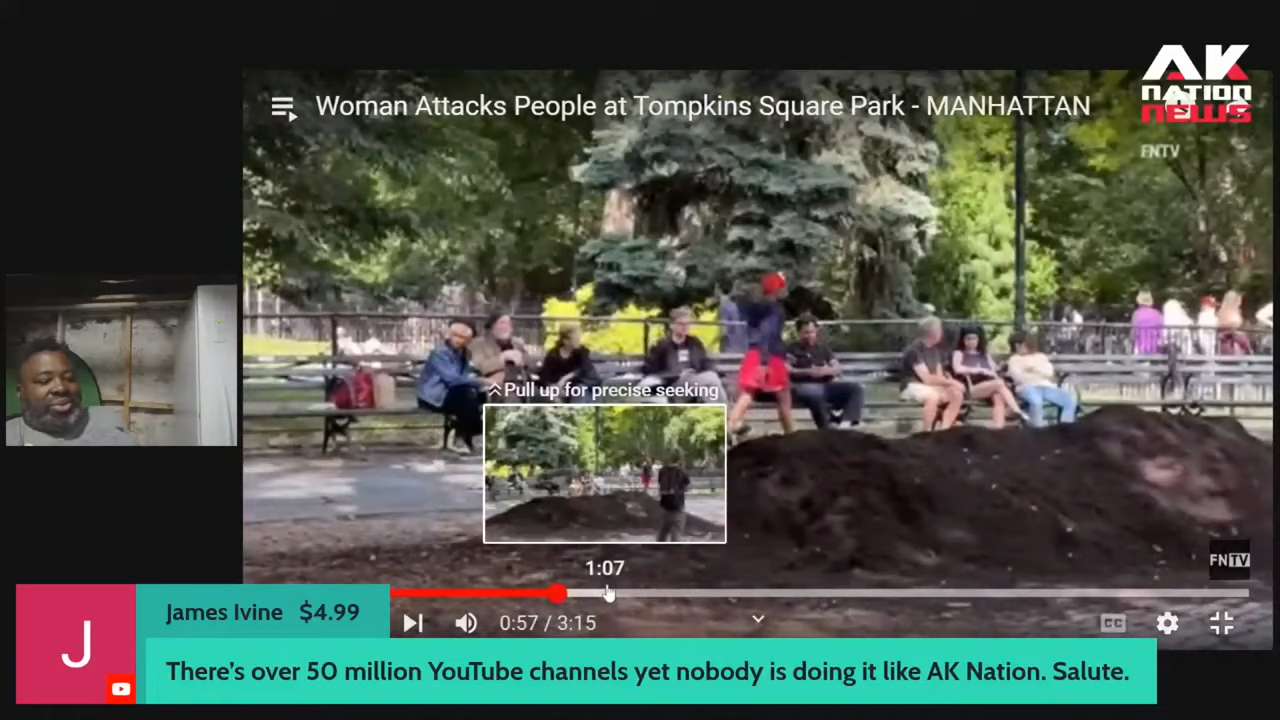 AK
NATION
NEWS
Woman Attacks People at Tompkins Square Park - MANHATTAN
FNTV
Pull up for precise seeking
1:07
FNTV
James Ivine $4.99
J
0:57 / 3:15
CC
There's over 50 million YouTube channels yet nobody is doing it like AK Nation. Salute.